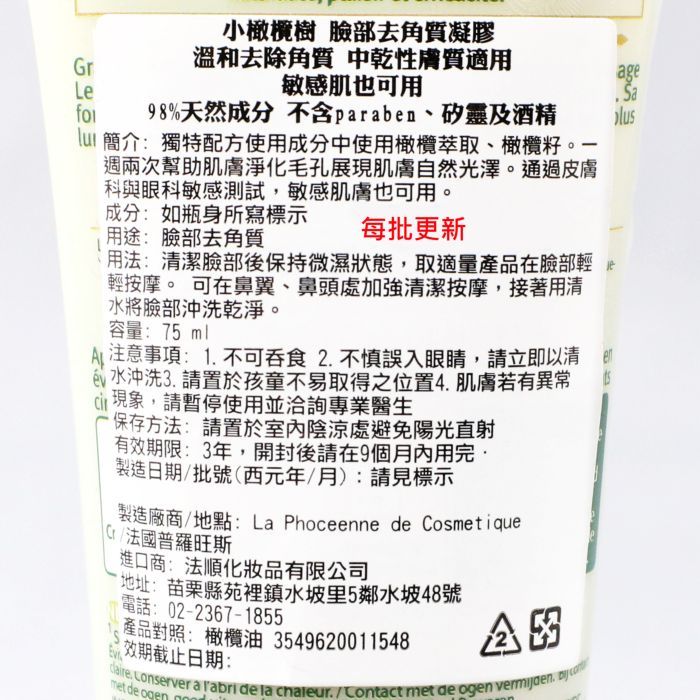 小橄欖樹 臉部去角質凝膠
溫和去除角質 中乾性膚質適用
敏感肌也可用
98%天然成分 不含paraben、矽靈及酒精
簡介: 獨特配方使用成分中使用橄欖萃取、橄欖籽。一
週兩次幫助肌膚淨化毛孔展現肌膚自然光澤。通過皮膚
科與眼科敏感測試，敏感肌膚也可用。
成分: 如瓶身所寫標示
每批更新
用途: 臉部去角質
用法: 清潔臉部後保持微濕狀態，取適量產品在臉部輕
輕按摩。 可在鼻翼、鼻頭處加強清潔按摩，接著用清
水將臉部沖洗乾淨。
容量: 75 ml
注意事項: 1.不可吞食 2.不慎誤入眼睛，請立即以清
水沖洗3.請置於孩童不易取得之位置4.肌膚若有異常
現象，請暫停使用並洽詢專業醫生
保存方法: 請置於室內陰涼處避免陽光直射
有效期限: 3年，開封後請在9個月內用完．
製造日期/批號(西元年/月)：請見標示
製造廠商/地點: La Phoceenne de Cosmetique
/法國普羅旺斯
進口商: 法順化妝品有限公司
地址: 苗栗縣苑裡鎮水坡里5鄰水坡48號
電話: 02-2367-1855
產品對照: 橄欖油 3549620011548
效期截止日期:
2
claire. Conserver à l'abri de la chaleur. / Contact met de ogen vermijden. Bij